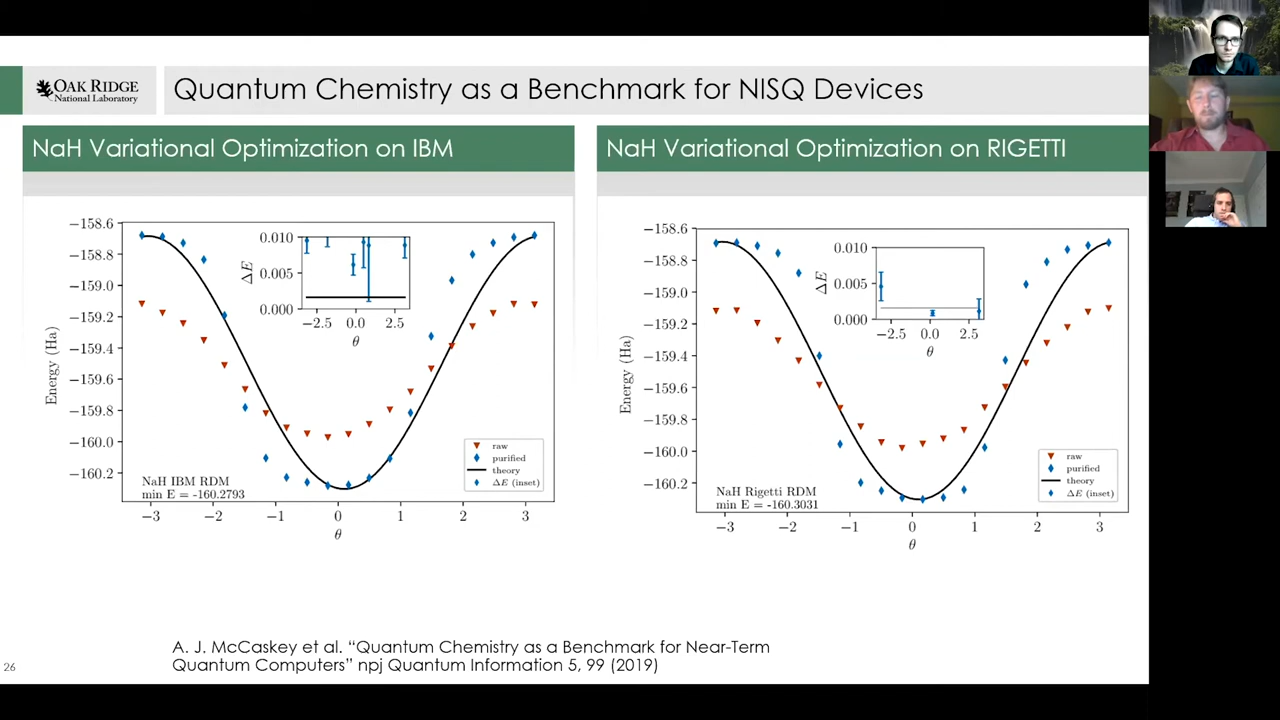 OAK RIDGE
National Laboratory
Quantum Chemistry as a Benchmark for NISQ Devices
NaH Variational Optimization on IBM
−158.6
−158.8
−159.0
−159.2
−159.4
−159.6
−159.8
−160.0
−160.2
Energy (Ha)
0.010
0.005
0.000
ΔE
−2.5 0.0 2.5
θ
raw
purified
theory
ΔE (inset)
NaH IBM RDM
min E = -160.2793
−3 −2 −1 0 1 2 3
θ
NaH Variational Optimization on RIGETTI
−158.6
−158.8
−159.0
−159.2
−159.4
−159.6
−159.8
−160.0
−160.2
Energy (Ha)
0.010
0.005
0.000
ΔE
−2.5 0.0 2.5
θ
raw
purified
theory
ΔE (inset)
NaH Rigetti RDM
min E = -160.3031
−3 −2 −1 0 1 2 3
θ
A. J. McCaskey et al. “Quantum Chemistry as a Benchmark for Near-Term
Quantum Computers” npj Quantum Information 5, 99 (2019)
26